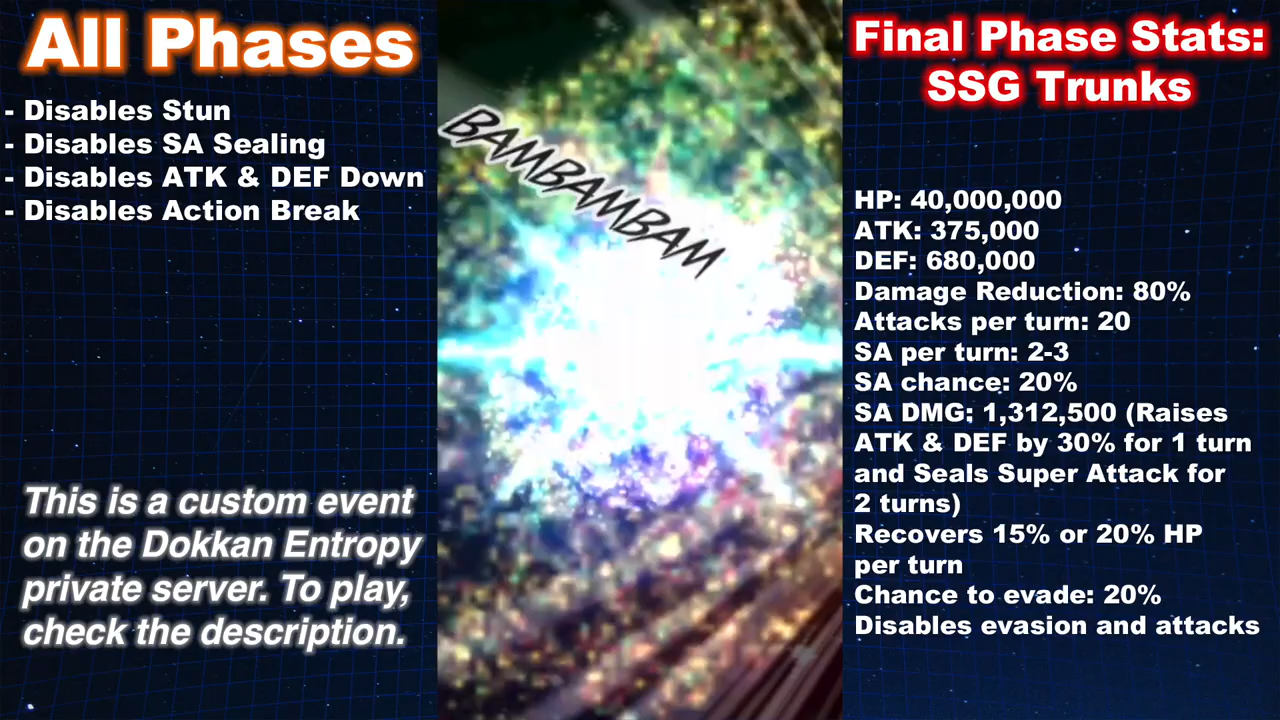 All Phases
- Disables Stun
- Disables SA Sealing
- Disables ATK & DEF Down
- Disables Action Break
This is a custom event
on the Dokkan Entropy
private server. To play,
check the description.
BAMBAMBAMBAM
Final Phase Stats:
SSG Trunks
HP: 40,000,000
ATK: 375,000
DEF: 680,000
Damage Reduction: 80%
Attacks per turn: 20
SA per turn: 2-3
SA chance: 20%
SA DMG: 1,312,500 (Raises
ATK & DEF by 30% for 1 turn
and Seals Super Attack for
2 turns)
Recovers 15% or 20% HP
per turn
Chance to evade: 20%
Disables evasion and attacks